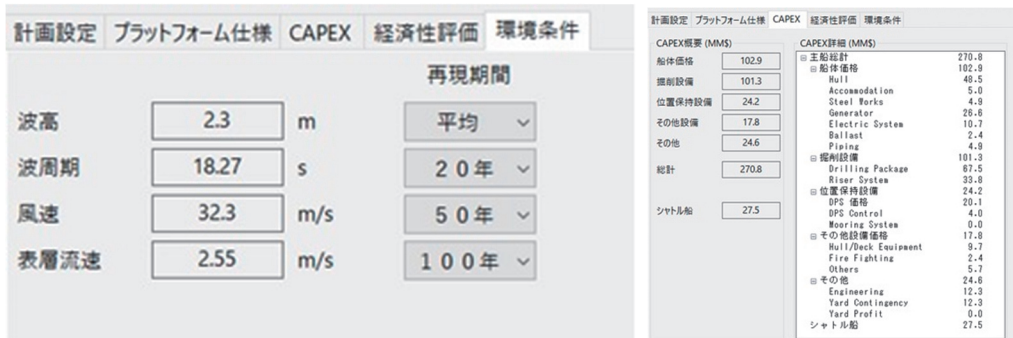 計画設定 プラットフォーム仕様 CAPEX 経済性評価 環境条件
再現期間
波高 2.3 m 平均
波周期 18.27 s 20年
風速 32.3 m/s 50年
表層流速 2.55 m/s 100年
計画設定 プラットフォーム仕様 CAPEX 経済性評価 環境条件
CAPEX概要 (MM$)
船体価格 102.9
掘削設備 101.3
位置保持設備 24.2
その他設備 17.8
その他 24.6
総計 270.8
シャトル船 27.5
CAPEX詳細 (MM$)
主船総計 270.8
船体価格 102.9
Hull 48.5
Accommodation 5.0
Steel Works 4.9
Generator 26.6
Electric System 10.7
Ballast 2.4
Piping 4.9
掘削設備 101.3
Drilling Package 67.5
Riser System 33.8
位置保持設備 24.2
DPS 価格 20.1
DPS Control 4.0
Mooring System 0.0
その他設備価格 17.8
Hull/Deck Equipment 9.7
Fire Fighting 2.4
Others 5.7
その他 24.6
Engineering 12.3
Yard Contingency 12.3
Yard Profit 0.0
シャトル船 27.5